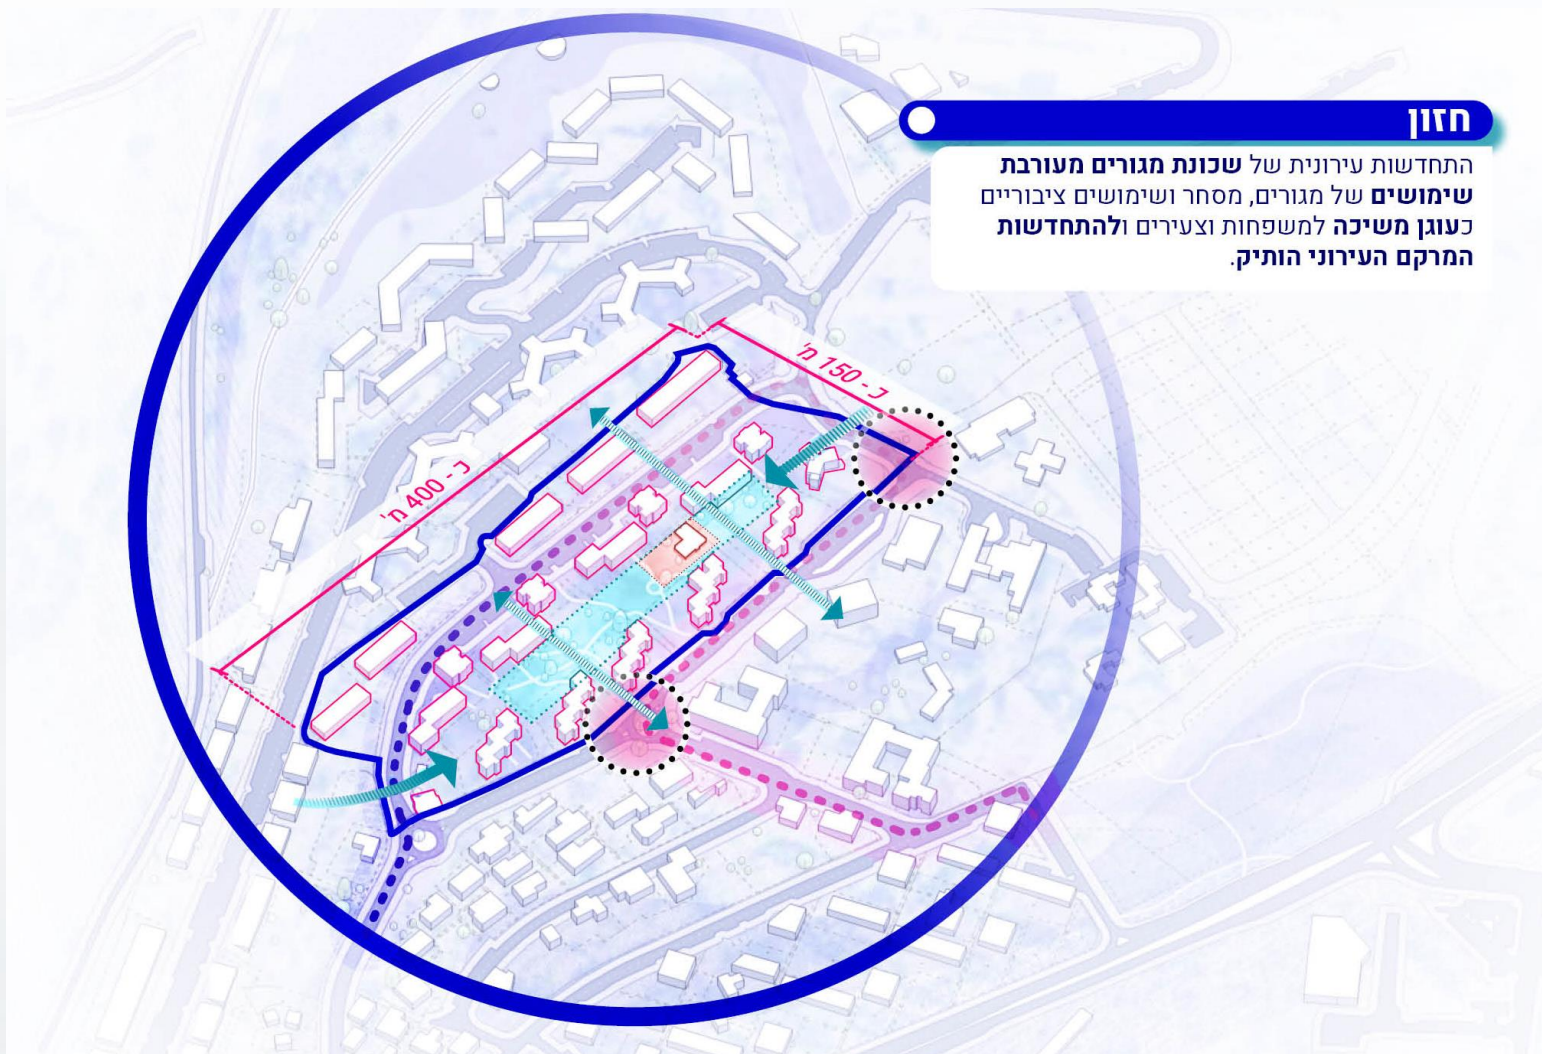 חזון
התחדשות עירונית של שכונת מגורים מעורבת
שימושים של מגורים, מסחר ושימושים ציבוריים
כעוגן משיכה למשפחות וצעירים ולהתחדשות
המרקם העירוני הותיק.
כ - 150 מ'
כ - 400 מ'